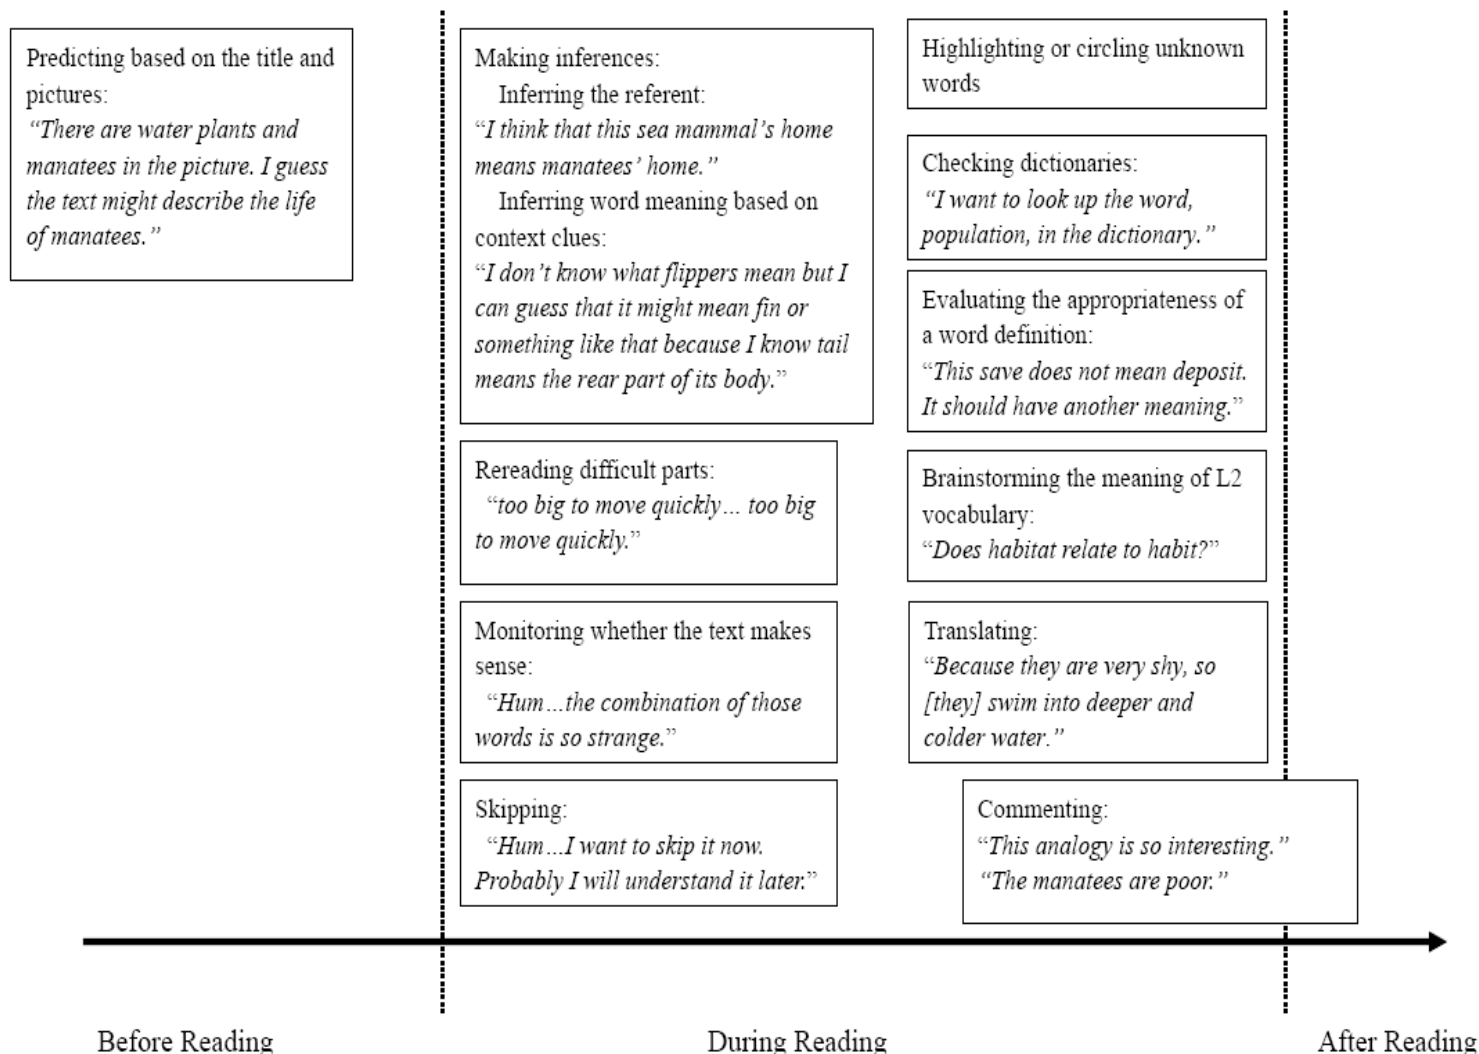 Predicting based on the title and
pictures:
“There are water plants and
manatees in the picture. I guess
the text might describe the life
of manatees.”
Making inferences:
Inferring the referent:
“I think that this sea mammal’s home
means manatees’ home.”
Inferring word meaning based on
context clues:
“I don’t know what flippers mean but I
can guess that it might mean fin or
something like that because I know tail
means the rear part of its body.”
Rereading difficult parts:
“too big to move quickly… too big
to move quickly.”
Monitoring whether the text makes
sense:
“Hum…the combination of those
words is so strange.”
Skipping:
“Hum…I want to skip it now.
Probably I will understand it later.”
Highlighting or circling unknown
words
Checking dictionaries:
“I want to look up the word,
population, in the dictionary.”
Evaluating the appropriateness of
a word definition:
“This save does not mean deposit.
It should have another meaning.”
Brainstorming the meaning of L2
vocabulary:
“Does habitat relate to habit?”
Translating:
“Because they are very shy, so
[they] swim into deeper and
colder water.”
Commenting:
“This analogy is so interesting.”
“The manatees are poor.”
Before Reading
During Reading
After Reading